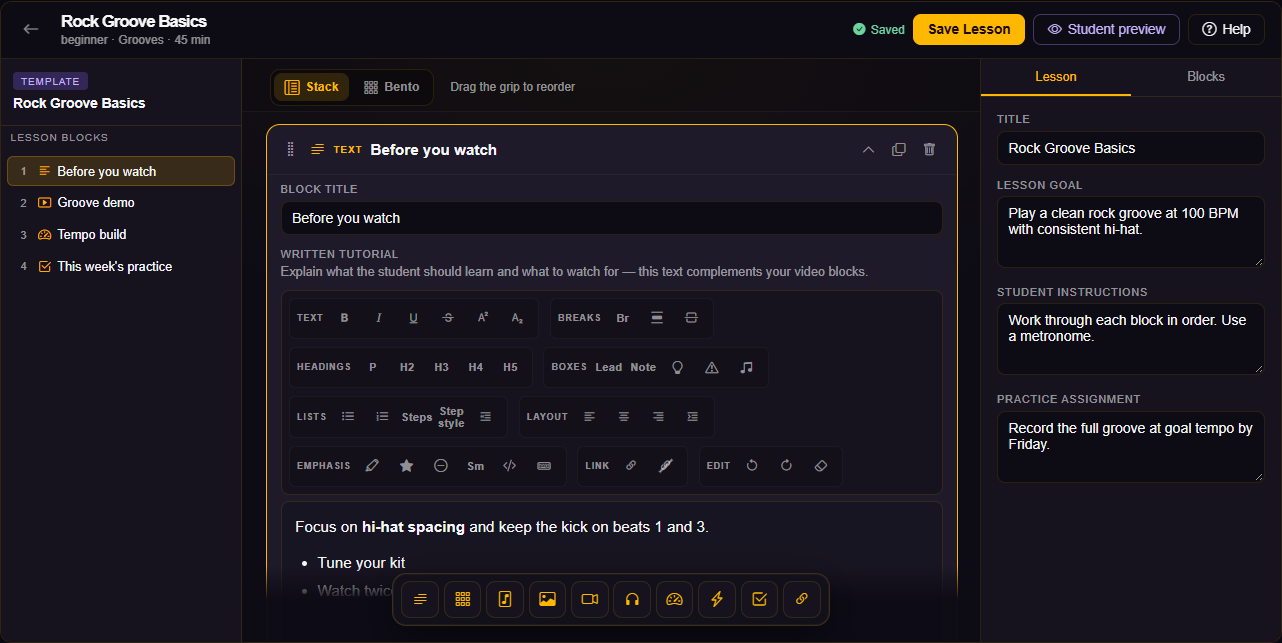 Rock Groove Basics
beginner · Grooves · 45 min
Saved
Save Lesson
Student preview
Help
TEMPLATE
Rock Groove Basics
LESSON BLOCKS
1 Before you watch
2 Groove demo
3 Tempo build
4 This week's practice
Stack
Bento
Drag the grip to reorder
TEXT Before you watch
BLOCK TITLE
Before you watch
WRITTEN TUTORIAL
Explain what the student should learn and what to watch for — this text complements your video blocks.
TEXT B I U S A² A₂
BREAKS Br
HEADINGS P H2 H3 H4 H5
BOXES Lead Note
LISTS Steps Step style
LAYOUT
EMPHASIS Sm
LINK
EDIT
Focus on hi-hat spacing and keep the kick on beats 1 and 3.
• Tune your kit
• Watch twice
Lesson
Blocks
TITLE
Rock Groove Basics
LESSON GOAL
Play a clean rock groove at 100 BPM
with consistent hi-hat.
STUDENT INSTRUCTIONS
Work through each block in order. Use
a metronome.
PRACTICE ASSIGNMENT
Record the full groove at goal tempo by
Friday.